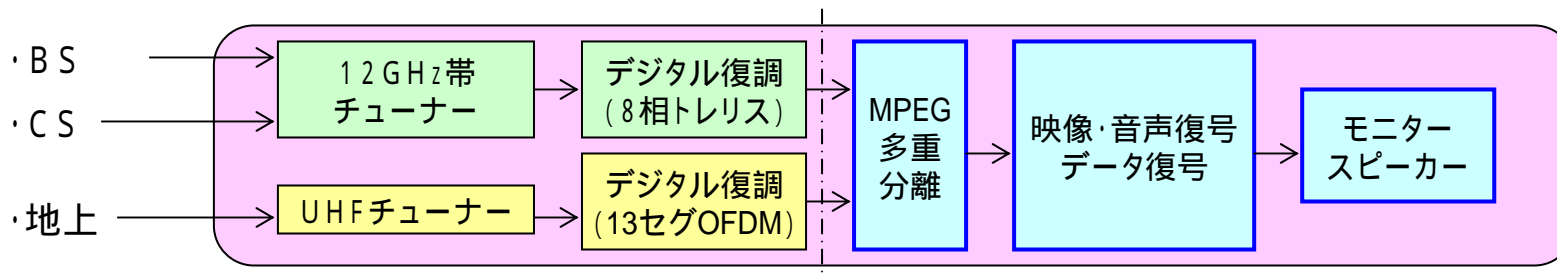 ・BS
・CS
・地上
12GHz帯
チューナー
デジタル復調
(8相トレリス)
UHFチューナー
デジタル復調
(13セグOFDM)
MPEG
多重
分離
映像・音声復号
データ復号
モニター
スピーカー